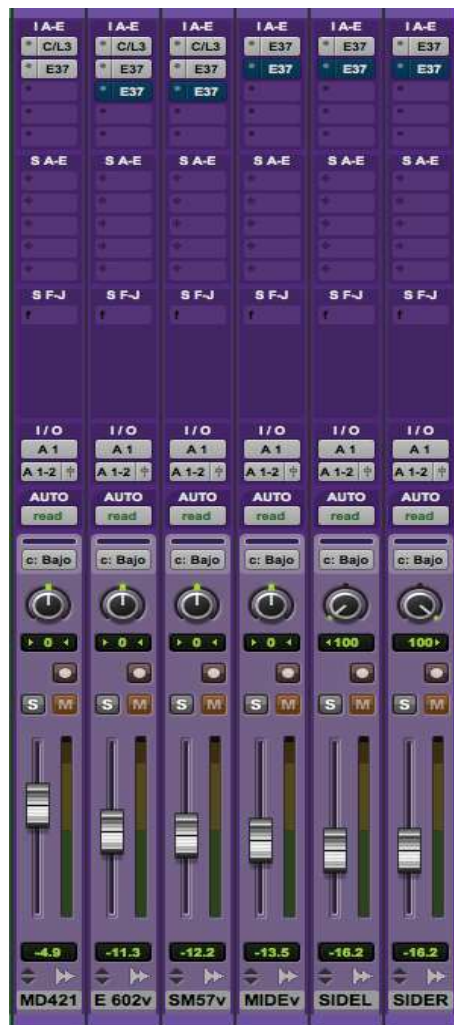 I A-E I A-E I A-E I A-E I A-E I A-E
C/L3 C/L3 C/L3 E37 E37 E37
E37 E37 E37 E37 E37 E37
E37 E37
S A-E S A-E S A-E S A-E S A-E S A-E
S F-J S F-J S F-J S F-J S F-J S F-J
f f f f f f
I / O I / O I / O I / O I / O I / O
A 1 A 1 A 1 A 1 A 1 A 1
A 1-2 A 1-2 A 1-2 A 1-2 A 1-2 A 1-2
AUTO AUTO AUTO AUTO AUTO AUTO
read read read read read read
c: Bajo c: Bajo c: Bajo c: Bajo c: Bajo c: Bajo
0 0 0 0 100 100
S M S M S M S M S M S M
-4.9 -11.3 -12.2 -13.5 -16.2 -16.2
MD421 E 602v SM57v MIDEv SIDEL SIDER